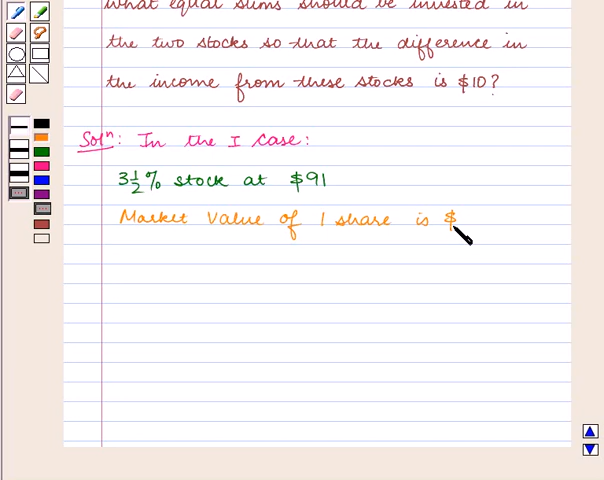 what equal sums should be invested in
the two stocks so that the difference in
the income from these stocks is $10?
Solⁿ: In the I case:
3½% stock at $91
Market Value of 1 share is $